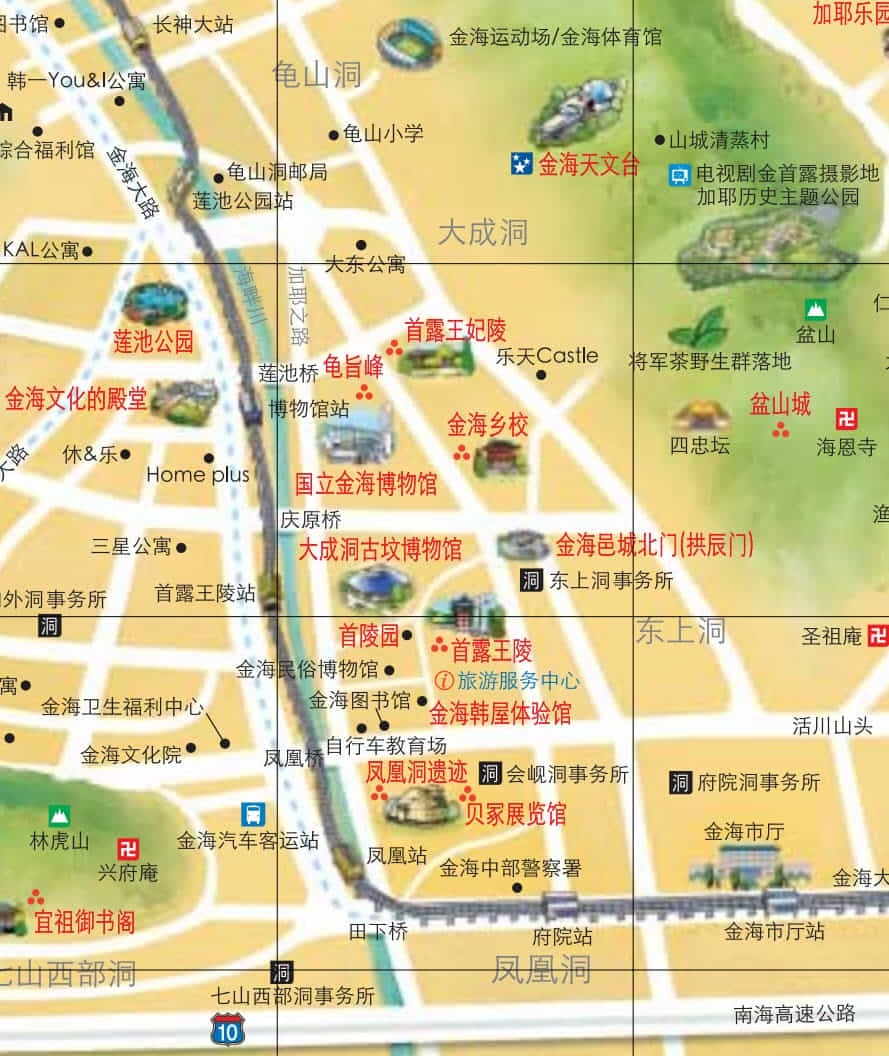 加耶乐园
图书馆
长神大站
金海运动场/金海体育馆
龟山洞
韩一You&I公寓
龟山小学
山城清蒸村
综合福利馆
金海天文台
电视剧金首露摄影地
加耶历史主题公园
金海大路
龟山洞邮局
莲池公园站
大成洞
KAL公寓
大东公寓
海畔川
加耶之路
莲池公园
首露王妃陵
盆山
乐天Castle
将军茶野生群落地
龟旨峰
莲池桥
金海文化的殿堂
博物馆站
盆山城
金海乡校
四忠坛
海恩寺
大路
休&乐
Home plus
国立金海博物馆
庆原桥
三星公寓
大成洞古坟博物馆
金海邑城北门(拱辰门)
洞 东上洞事务所
外洞事务所
洞
首露王陵站
东上洞
圣祖庵
首陵园
首露王陵
金海民俗博物馆
i 旅游服务中心
寓
金海卫生福利中心
金海图书馆
金海韩屋体验馆
活川山头
金海文化院
自行车教育场
凤凰桥
凤凰洞遗迹
洞 会岘洞事务所
洞 府院洞事务所
贝冢展览馆
林虎山
兴府庵
金海汽车客运站
金海市厅
凤凰站
金海中部警察署
金海大
宜祖御书阁
田下桥
府院站
金海市厅站
七山西部洞
洞
凤凰洞
七山西部洞事务所
10
南海高速公路